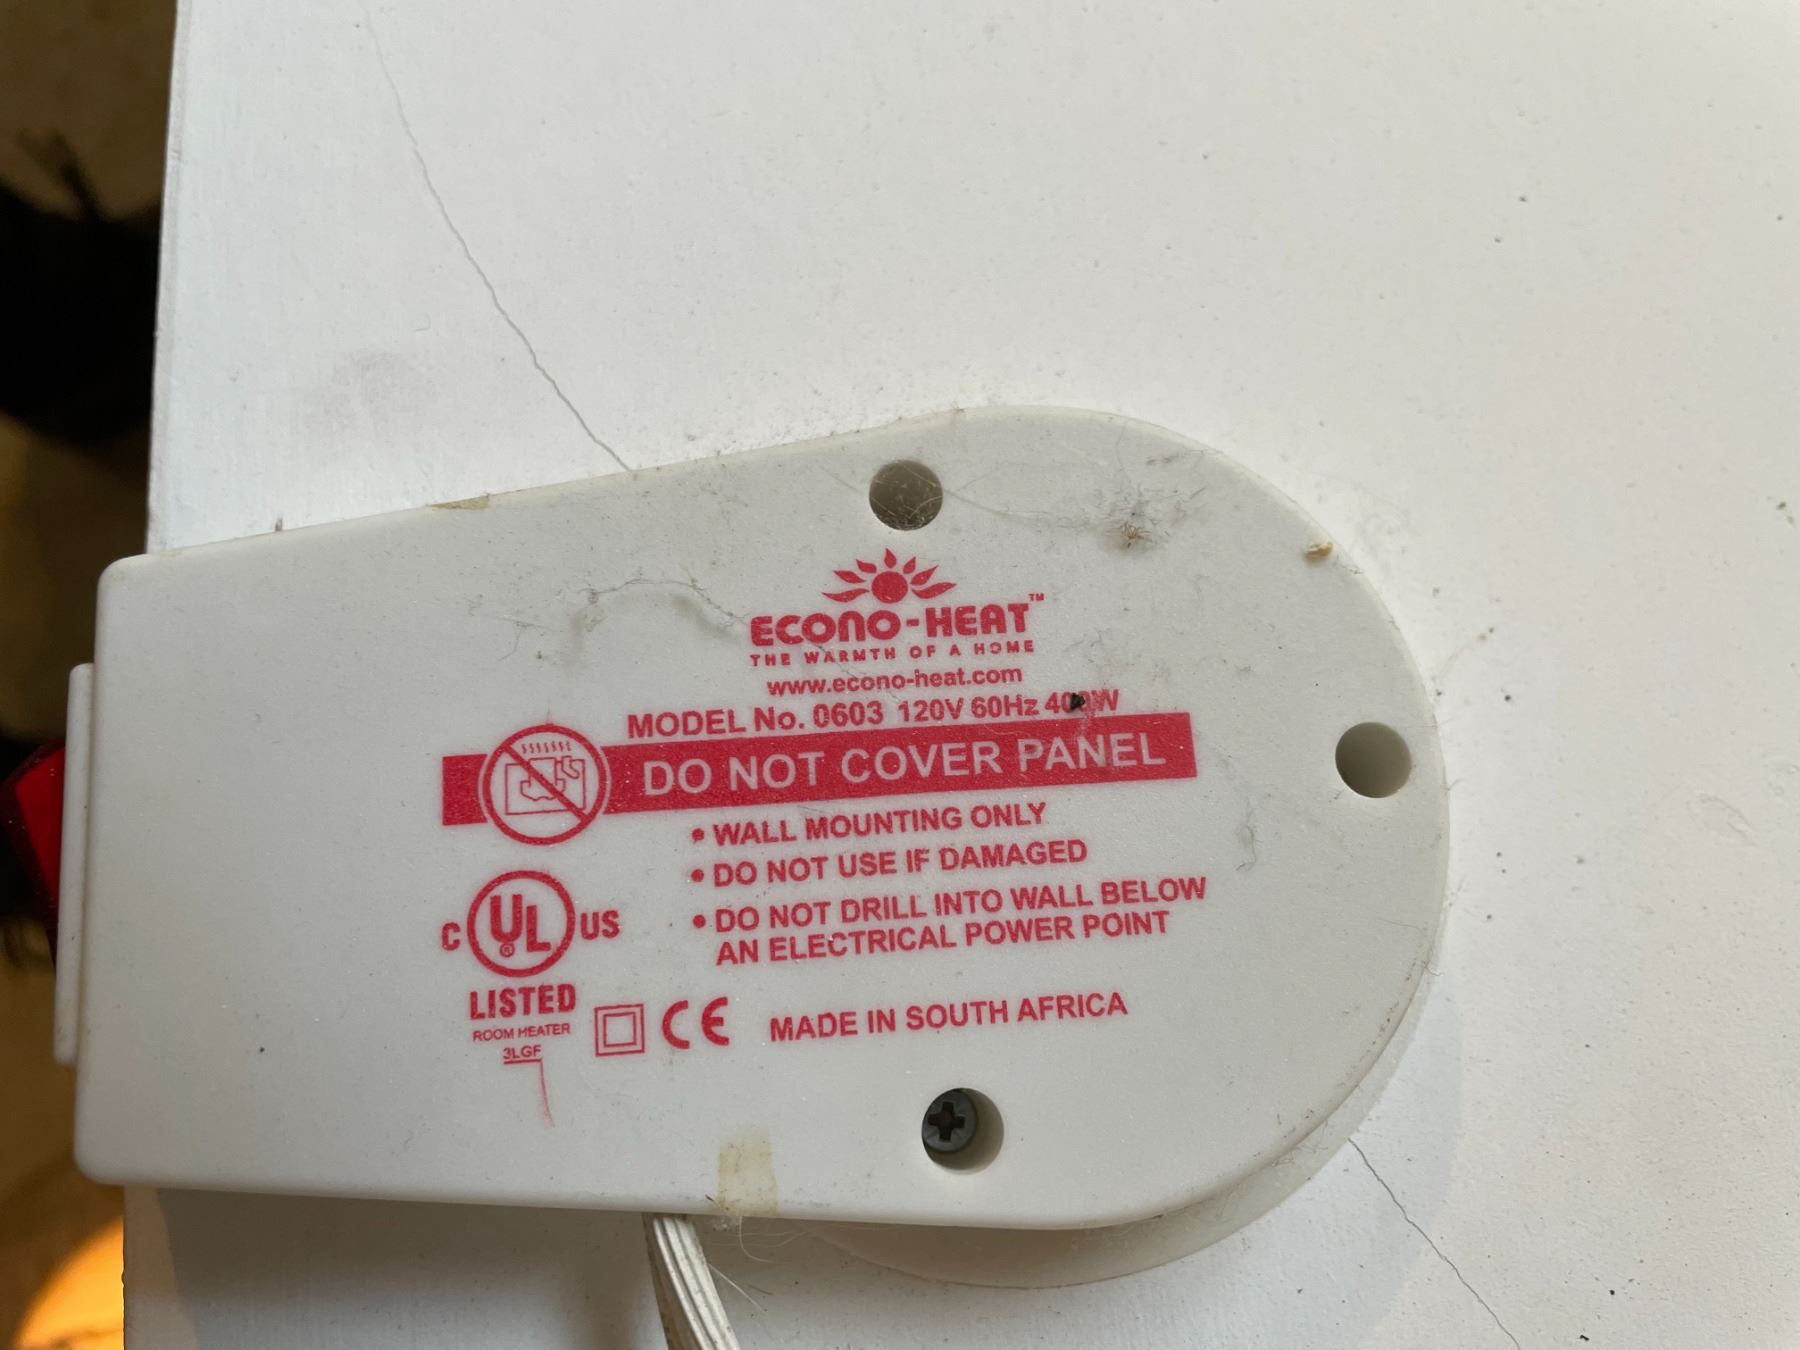 ECONO-HEAT™
THE WARMTH OF A HOME
www.econo-heat.com
MODEL No. 0603 120V 60Hz 400W
DO NOT COVER PANEL
• WALL MOUNTING ONLY
• DO NOT USE IF DAMAGED
• DO NOT DRILL INTO WALL BELOW
AN ELECTRICAL POWER POINT
C UL® US
LISTED
ROOM HEATER
3LGF
CE
MADE IN SOUTH AFRICA